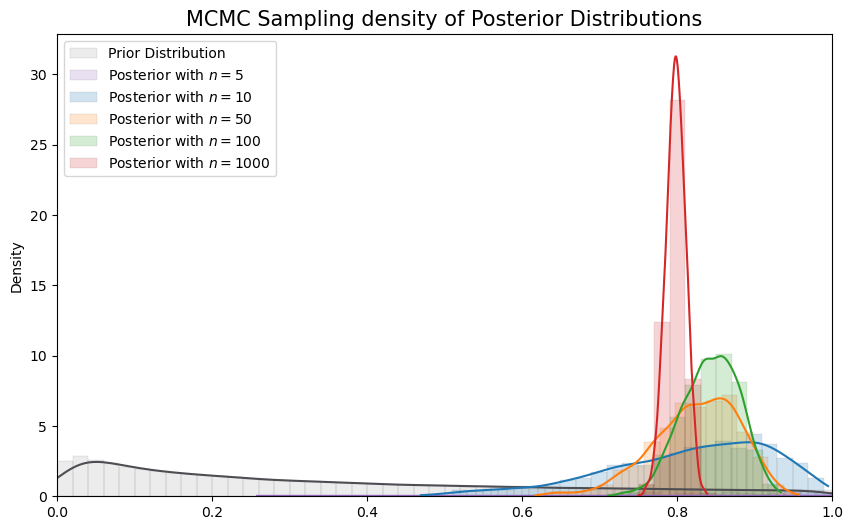 MCMC Sampling density of Posterior Distributions
Prior Distribution
Posterior with n = 5
Posterior with n = 10
Posterior with n = 50
Posterior with n = 100
Posterior with n = 1000
Density
30
25
20
15
10
5
0
0.0 0.2 0.4 0.6 0.8 1.0